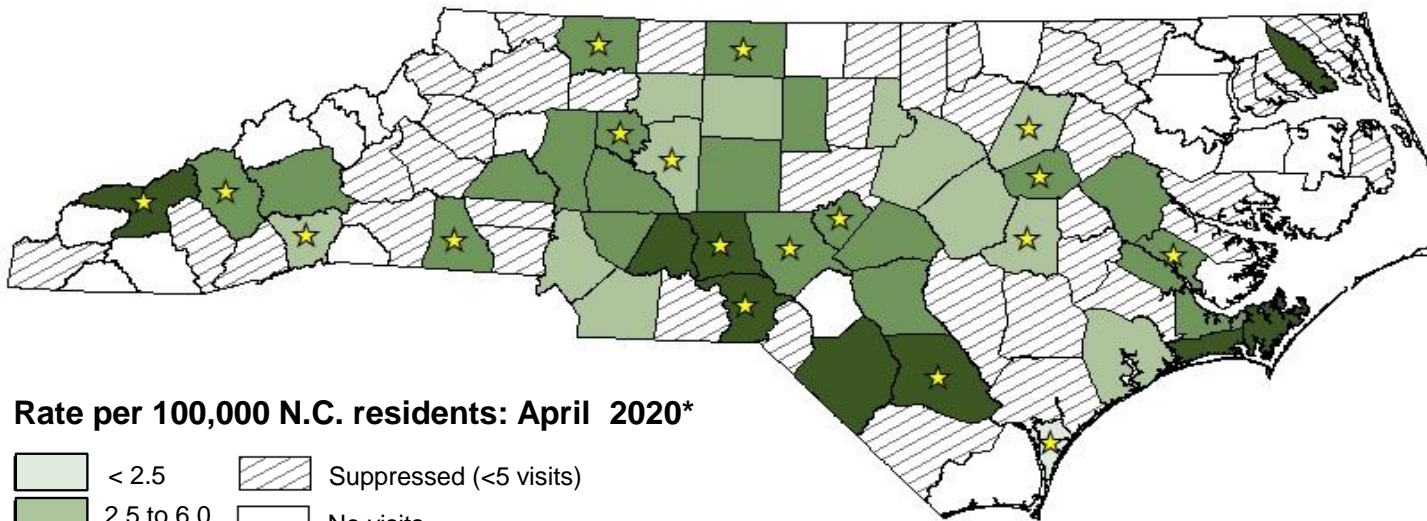 Rate per 100,000 N.C. residents: April 2020*
< 2.5
Suppressed (<5 visits)
2.5 to 6.0
No visits